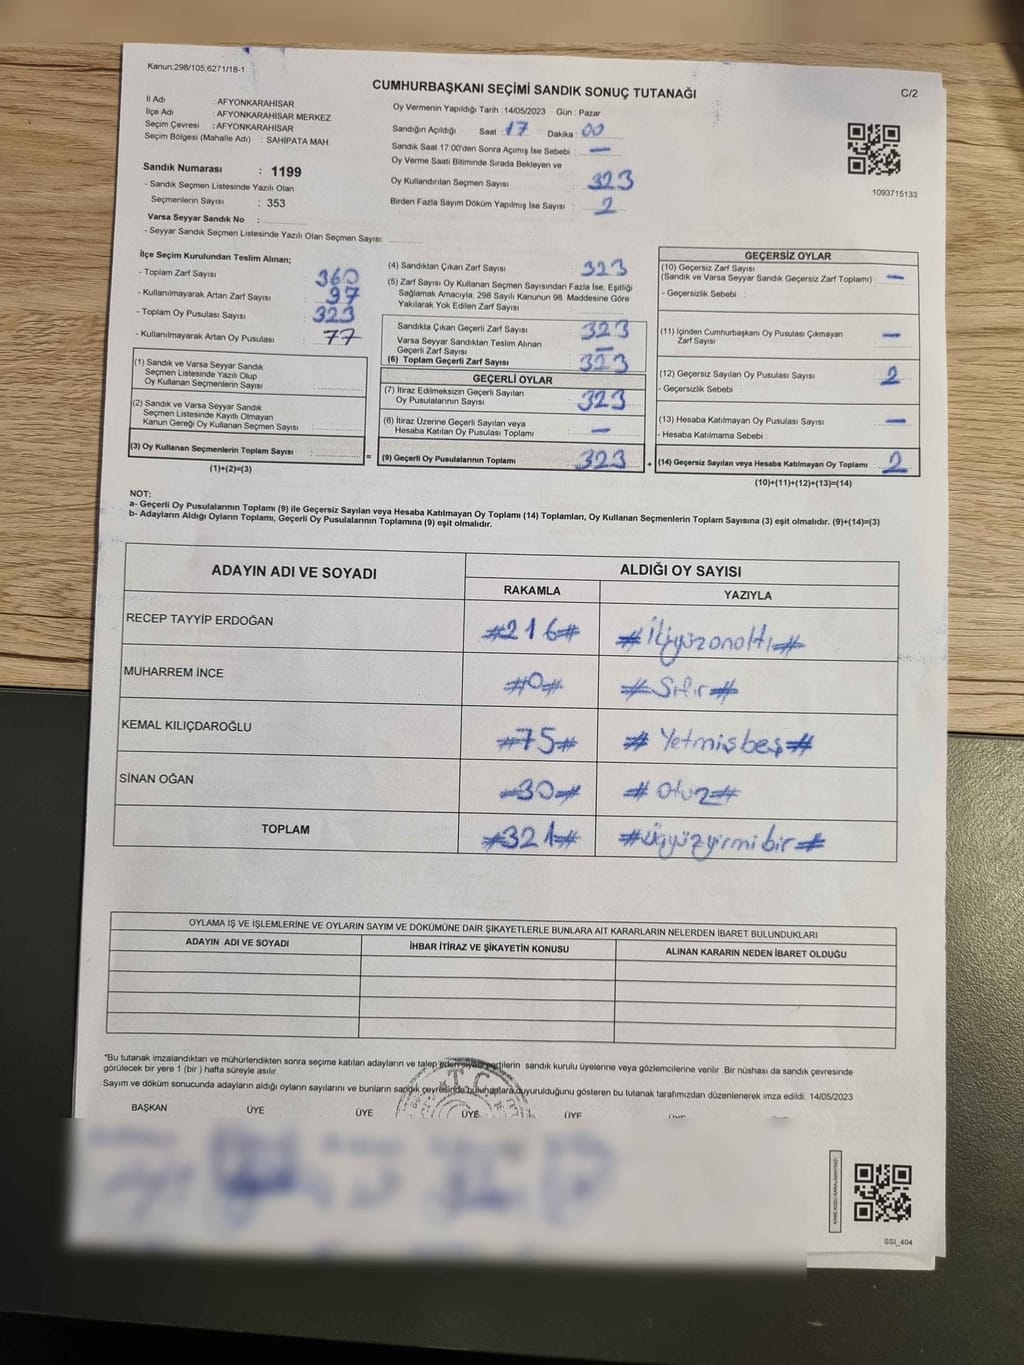 Kanun;298/105,6271/18-1
CUMHURBAŞKANI SEÇİMİ SANDIK SONUÇ TUTANAĞI
C/2
İl Adı : AFYONKARAHİSAR
İlçe Adı : AFYONKARAHİSAR MERKEZ
Seçim Çevresi : AFYONKARAHİSAR
Seçim Bölgesi (Mahalle Adı) : SAHİPATA MAH.
Oy Vermenin Yapıldığı Tarih : 14/05/2023 Gün : Pazar
Sandığın Açıldığı Saat : 17 Dakika : 00
Sandık Saat 17:00'den Sonra Açımış İse Sebebi : —
Oy Verme Saati Bitiminde Sırada Bekleyen ve
Oy Kullandırılan Seçmen Sayısı : 323
Birden Fazla Sayım Döküm Yapılmış İse Sayısı : 2
1093715133
Sandık Numarası : 1199
- Sandık Seçmen Listesinde Yazılı Olan
Seçmenlerin Sayısı : 353
Varsa Seyyar Sandık No :
- Seyyar Sandık Seçmen Listesinde Yazılı Olan Seçmen Sayısı:
İlçe Seçim Kurulundan Teslim Alınan;
- Toplam Zarf Sayısı 360
- Kullanılmayarak Artan Zarf Sayısı : 97
- Toplam Oy Pusulası Sayısı : 323
- Kullanılmayarak Artan Oy Pusulası : 77
(1) Sandık ve Varsa Seyyar Sandık
Seçmen Listesinde Yazılı Olup
Oy Kullanan Seçmenlerin Sayısı :
(2) Sandık ve Varsa Seyyar Sandık
Seçmen Listesinde Kayıtlı Olmayan
Kanun Gereği Oy Kullanan Seçmen Sayısı :
(3) Oy Kullanan Seçmenlerin Toplam Sayısı :
(1)+(2)=(3)
(4) Sandıktan Çıkan Zarf Sayısı : 323
(5) Zarf Sayısı Oy Kullanan Seçmen Sayısından Fazla İse, Eşitliği
Sağlamak Amacıyla; 298 Sayılı Kanunun 98. Maddesine Göre
Yakılarak Yok Edilen Zarf Sayısı :
Sandıkta Çıkan Geçerli Zarf Sayısı : 323
Varsa Seyyar Sandıktan Teslim Alınan
Geçerli Zarf Sayısı : —
(6) Toplam Geçerli Zarf Sayısı : 323
GEÇERLİ OYLAR
(7) İtiraz Edilmeksizin Geçerli Sayılan
Oy Pusulalarının Sayısı : 323
(8) İtiraz Üzerine Geçerli Sayılan veya
Hesaba Katılan Oy Pusulası Toplamı : —
= (9) Geçerli Oy Pusulalarının Toplamı : 323 +
GEÇERSİZ OYLAR
(10) Geçersiz Zarf Sayısı
(Sandık ve Varsa Seyyar Sandık Geçersiz Zarf Toplamı) : —
- Geçersizlik Sebebi :
(11) İçinden Cumhurbaşkanı Oy Pusulası Çıkmayan
Zarf Sayısı : —
(12) Geçersiz Sayılan Oy Pusulası Sayısı : 2
- Geçersizlik Sebebi :
(13) Hesaba Katılmayan Oy Pusulası Sayısı : —
- Hesaba Katılmama Sebebi :
(14) Geçersiz Sayılan veya Hesaba Katılmayan Oy Toplamı : 2
(10)+(11)+(12)+(13)=(14)
NOT:
a- Geçerli Oy Pusulalarının Toplamı (9) ile Geçersiz Sayılan veya Hesaba Katılmayan Oy Toplamı (14) Toplamları, Oy Kullanan Seçmenlerin Toplam Sayısına (3) eşit olmalıdır. (9)+(14)=(3)
b- Adayların Aldığı Oyların Toplamı, Geçerli Oy Pusulalarının Toplamına (9) eşit olmalıdır.
ADAYIN ADI VE SOYADI
ALDIĞI OY SAYISI
RAKAMLA YAZIYLA
RECEP TAYYİP ERDOĞAN #216# #İkiyüzonaltı#
MUHARREM İNCE #0# #Sıfır#
KEMAL KILIÇDAROĞLU #75# # Yetmişbeş#
SİNAN OĞAN #30# # Otuz#
TOPLAM #321# #Üçyüzyirmibir#
OYLAMA İŞ VE İŞLEMLERİNE VE OYLARIN SAYIM VE DÖKÜMÜNE DAİR ŞİKAYETLERLE BUNLARA AİT KARARLARIN NELERDEN İBARET BULUNDUKLARI
ADAYIN ADI VE SOYADI İHBAR İTİRAZ VE ŞİKAYETİN KONUSU ALINAN KARARIN NEDEN İBARET OLDUĞU
*Bu tutanak imzalandıktan ve mühürlendikten sonra seçime katılan adayların ve talep eden siyasi partilerin sandık kurulu üyelerine veya gözlemcilerine verilir. Bir nüshası da sandık çevresinde
görülecek bir yere 1 (bir ) hafta süreyle asılır.
Sayım ve döküm sonucunda adayların aldığı oyların sayılarını ve bunların sandık çevresinde bulunanlara duyurulduğunu gösteren bu tutanak tarafımızdan düzenlenerek imza edildi. 14/05/2023
T.C.
BAŞKAN ÜYE ÜYE ÜYE ÜYE ÜYE
SSİ_404